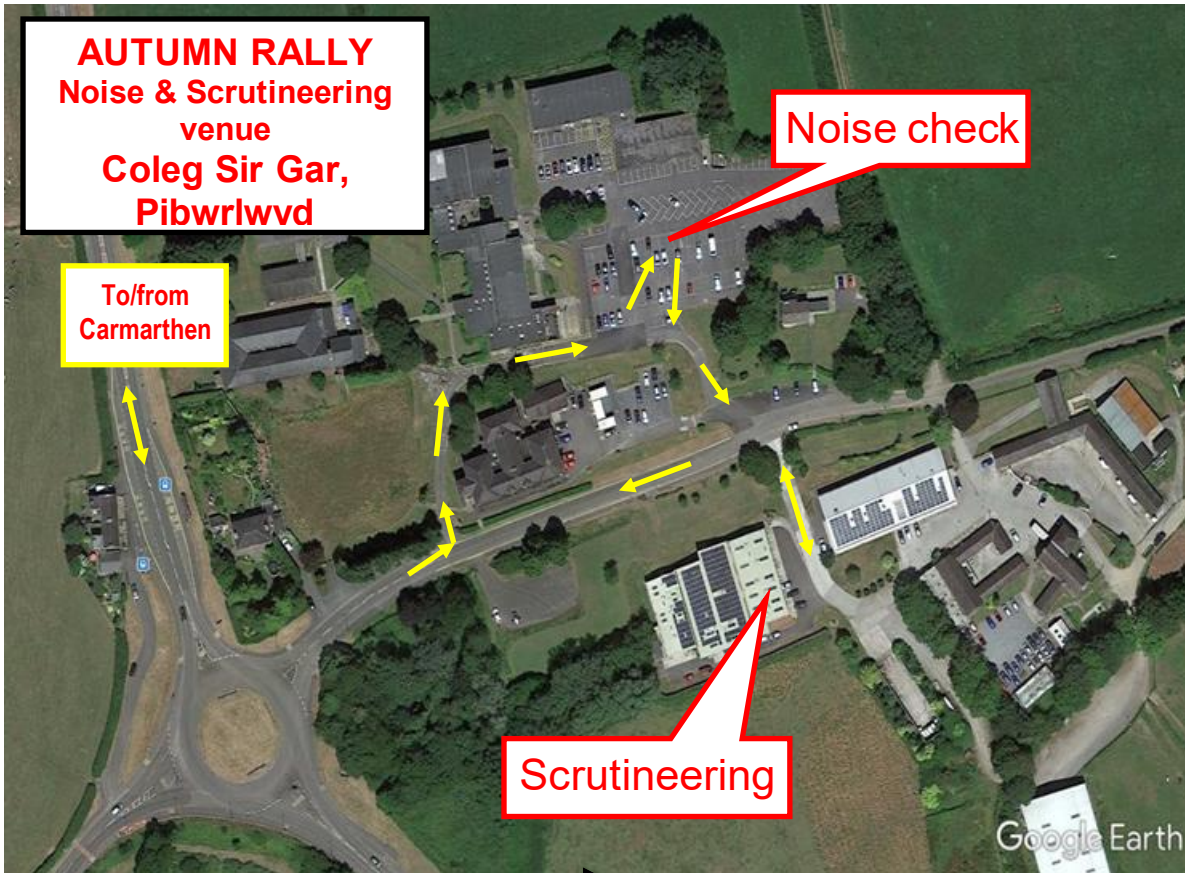 AUTUMN RALLY
Noise & Scrutineering
venue
Coleg Sir Gar,
Pibwrlwvd
Noise check
To/from
Carmarthen
Scrutineering
Google Earth